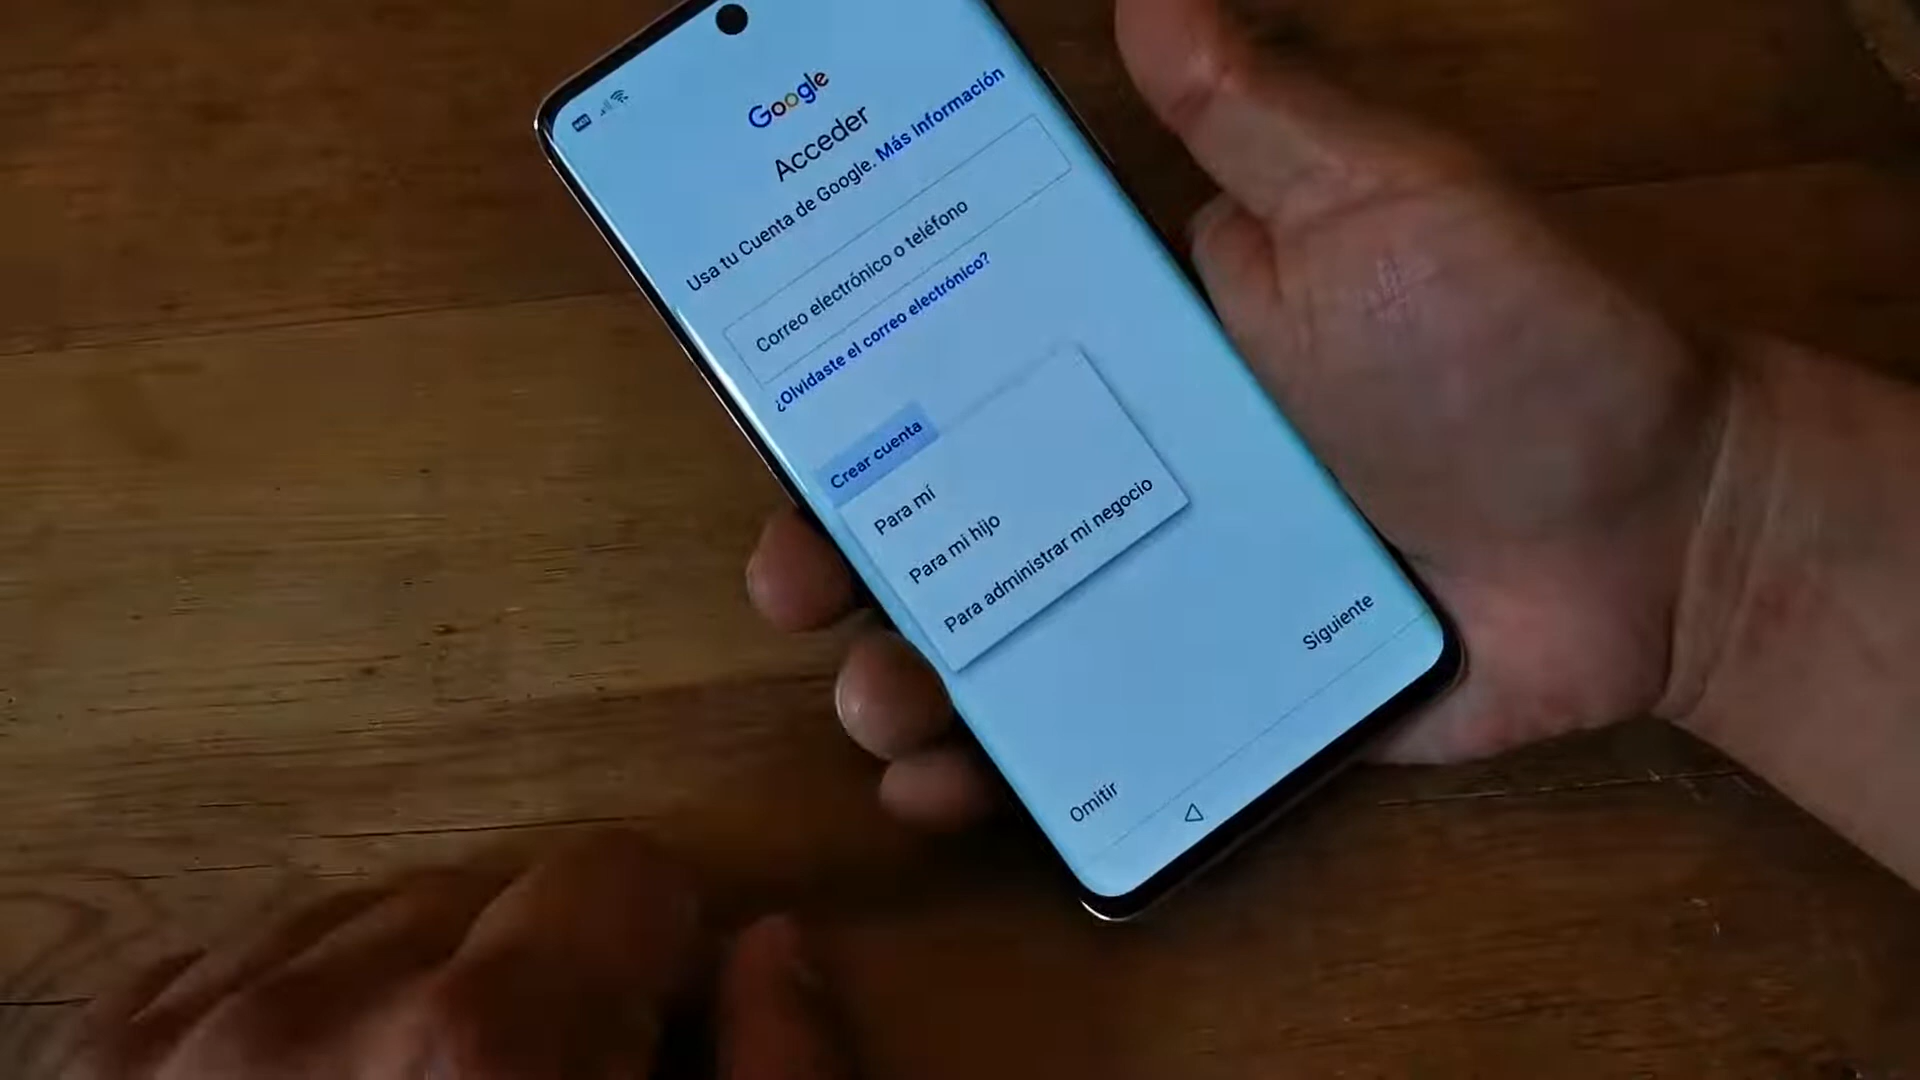 Google
Acceder
Usa tu Cuenta de Google. Más información
Correo electrónico o teléfono
¿Olvidaste el correo electrónico?
Crear cuenta
Para mí
Para mi hijo
Para administrar mi negocio
Siguiente
Omitir